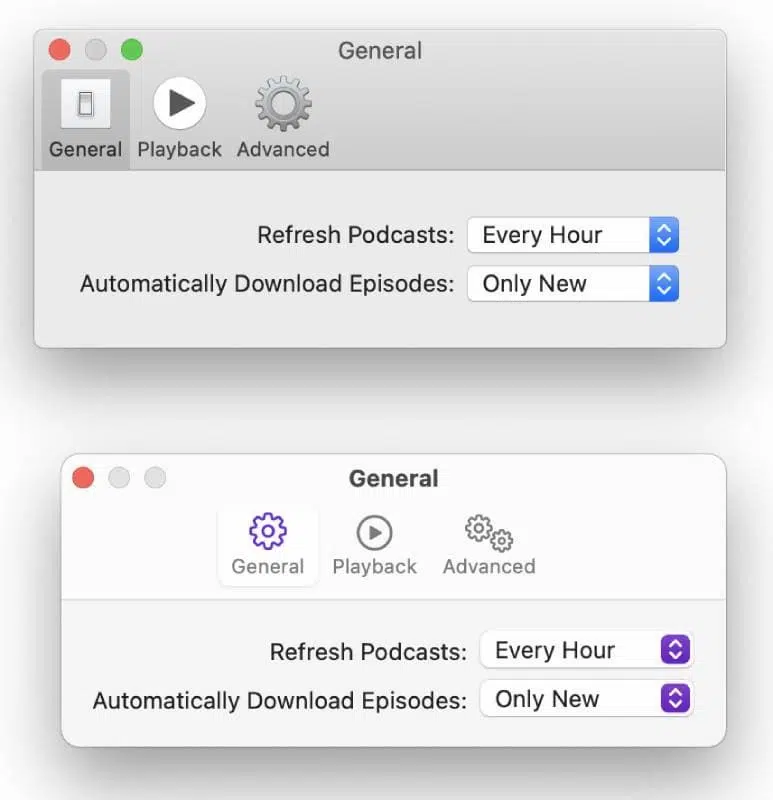 General
General Playback Advanced
Refresh Podcasts: Every Hour
Automatically Download Episodes: Only New
General
General Playback Advanced
Refresh Podcasts: Every Hour
Automatically Download Episodes: Only New